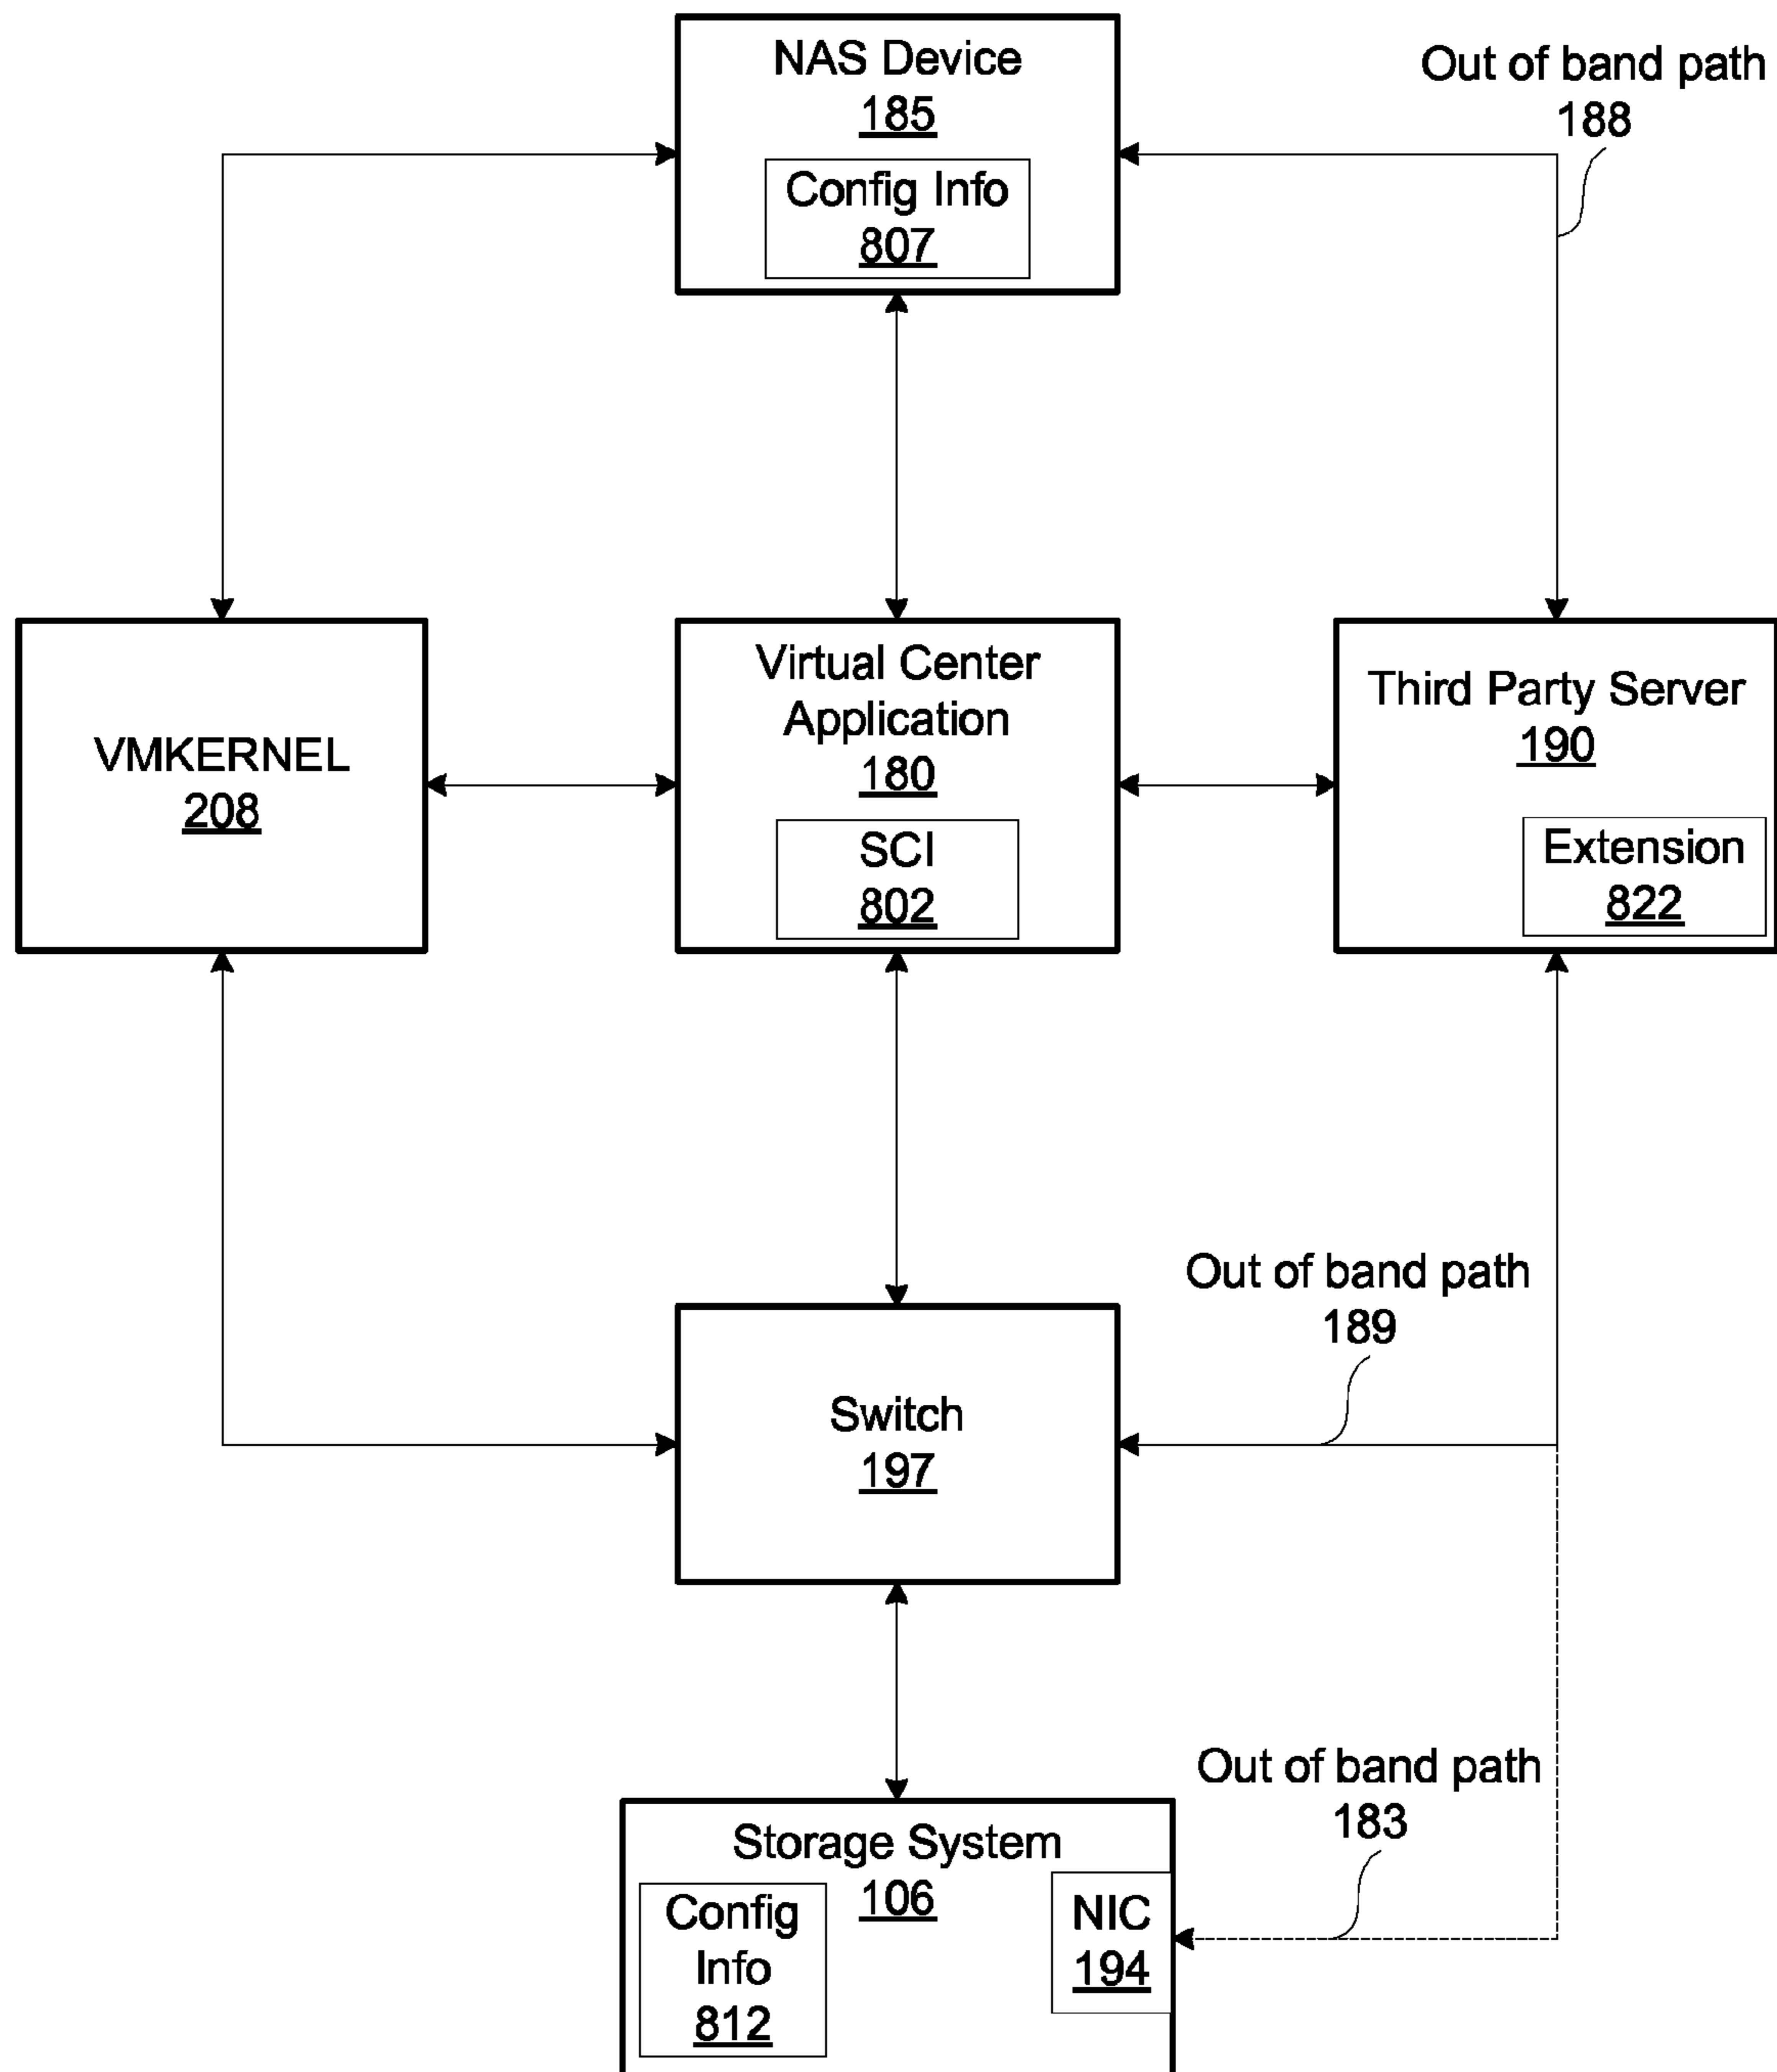 NAS Device
185
Config Info
807
Out of band path
188
VMKERNEL
208
Virtual Center
Application
180
SCI
802
Third Party Server
190
Extension
822
Out of band path
189
Switch
197
Out of band path
183
Storage System
106
Config
Info
812
NIC
194